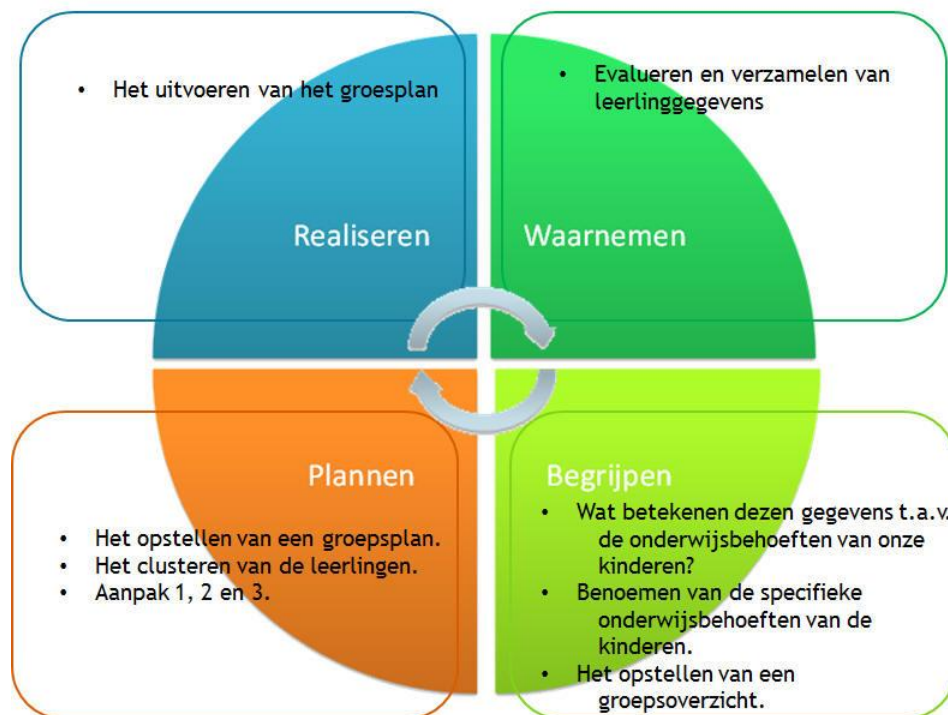 • Het uitvoeren van het groesplan
Realiseren
• Evalueren en verzamelen van
leerlinggegevens
Waarnemen
Plannen
• Het opstellen van een groepsplan.
• Het clusteren van de leerlingen.
• Aanpak 1, 2 en 3.
Begrijpen
• Wat betekenen dezen gegevens t.a.v.
de onderwijsbehoeften van onze
kinderen?
• Benoemen van de specifieke
onderwijsbehoeften van de
kinderen.
• Het opstellen van een
groepsoverzicht.